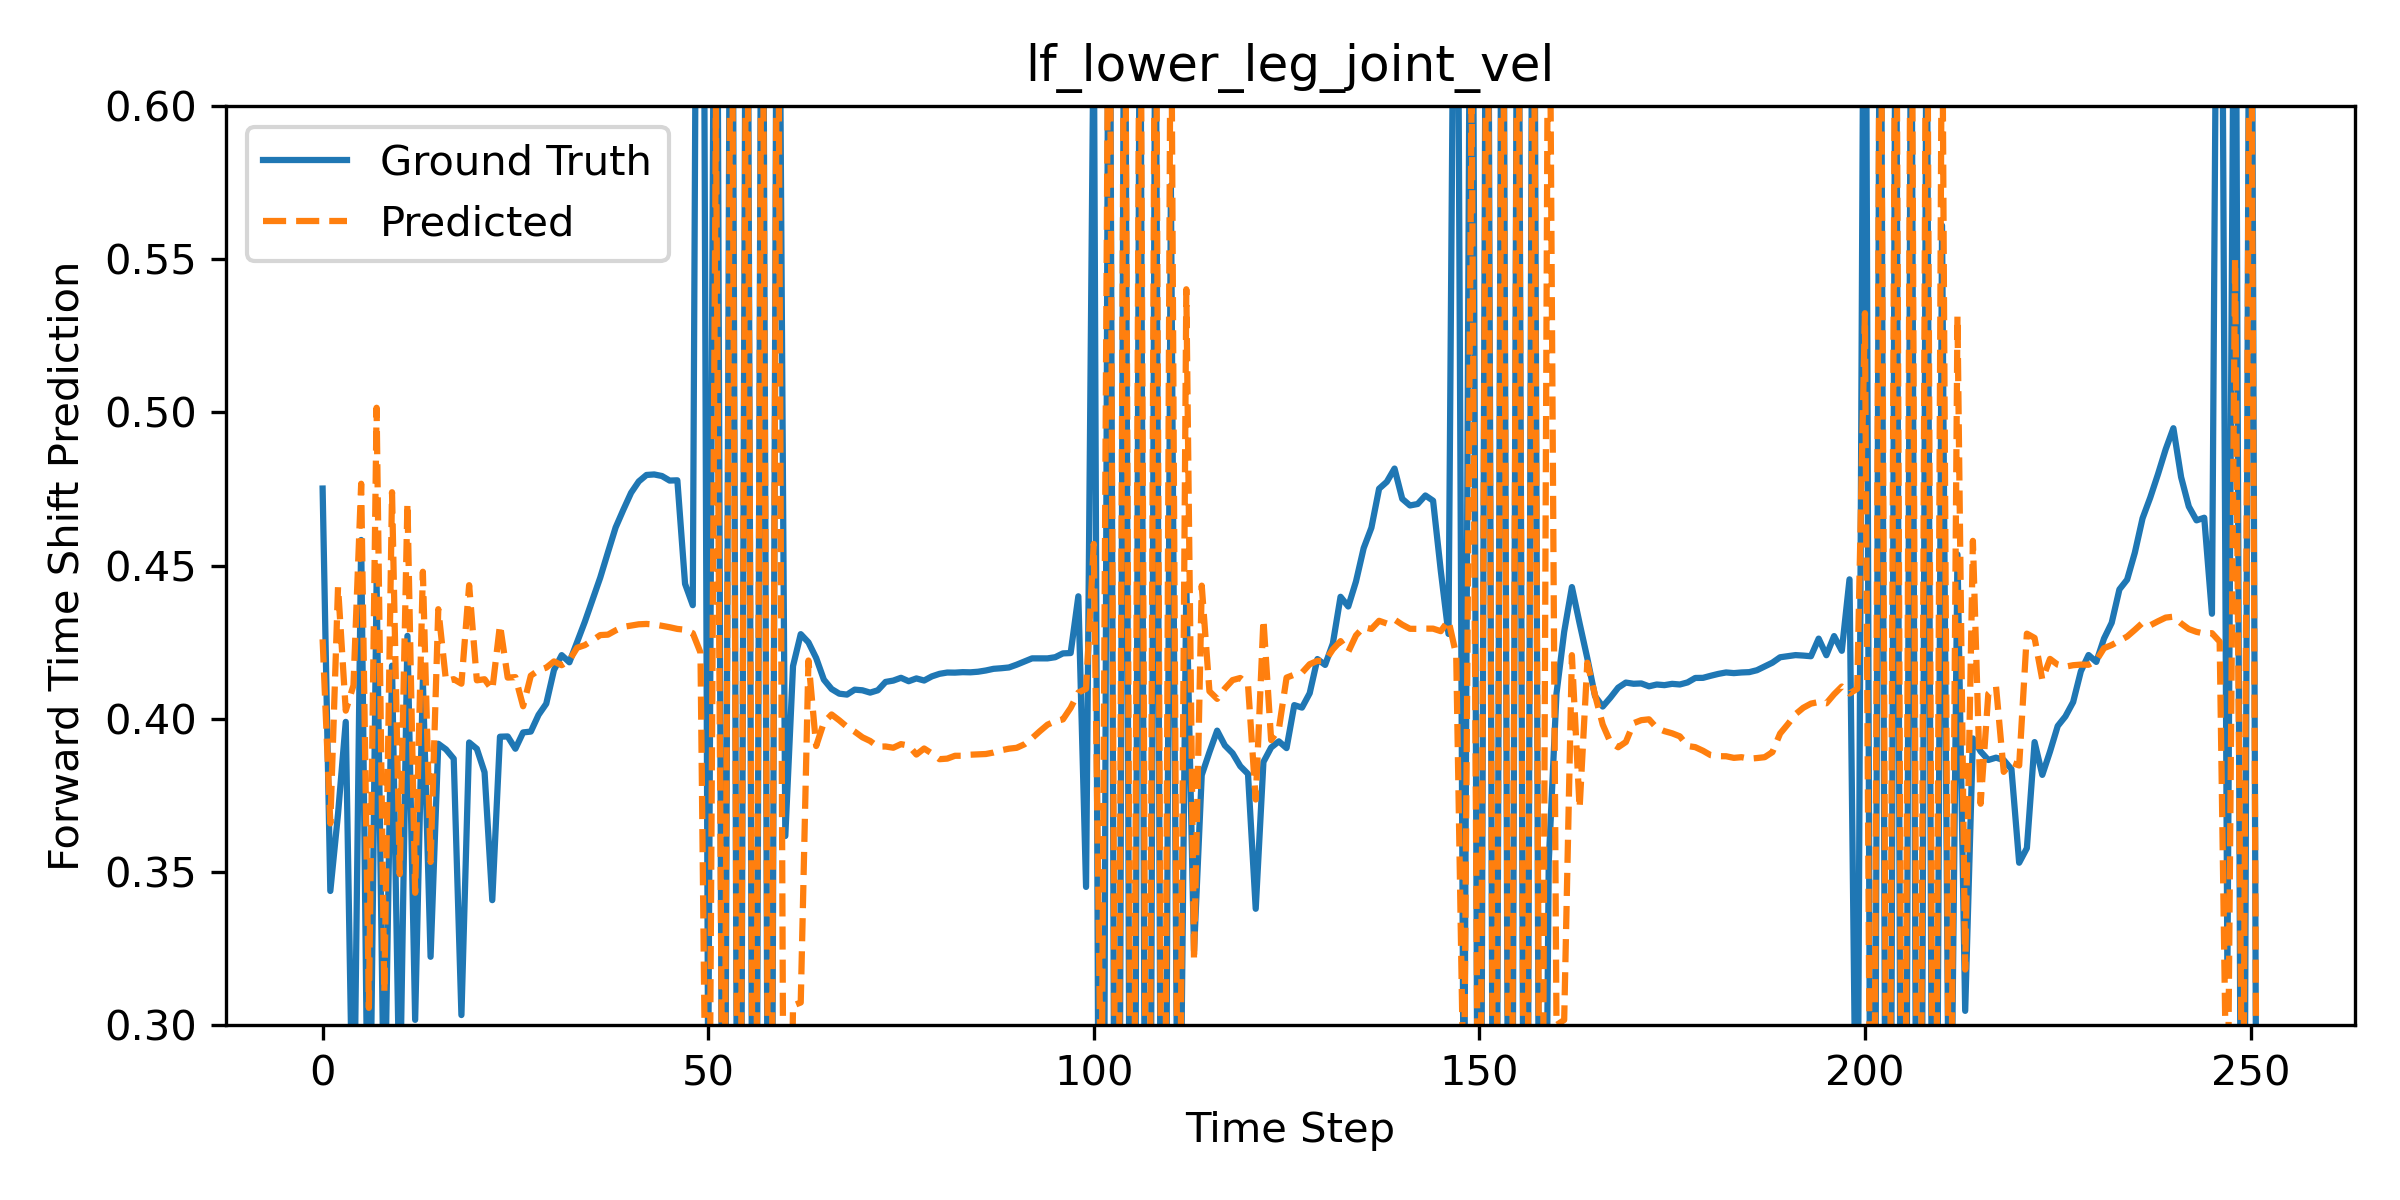 lf_lower_leg_joint_vel
Ground Truth
Predicted
Forward Time Shift Prediction
0.60
0.55
0.50
0.45
0.40
0.35
0.30
0 50 100 150 200 250
Time Step